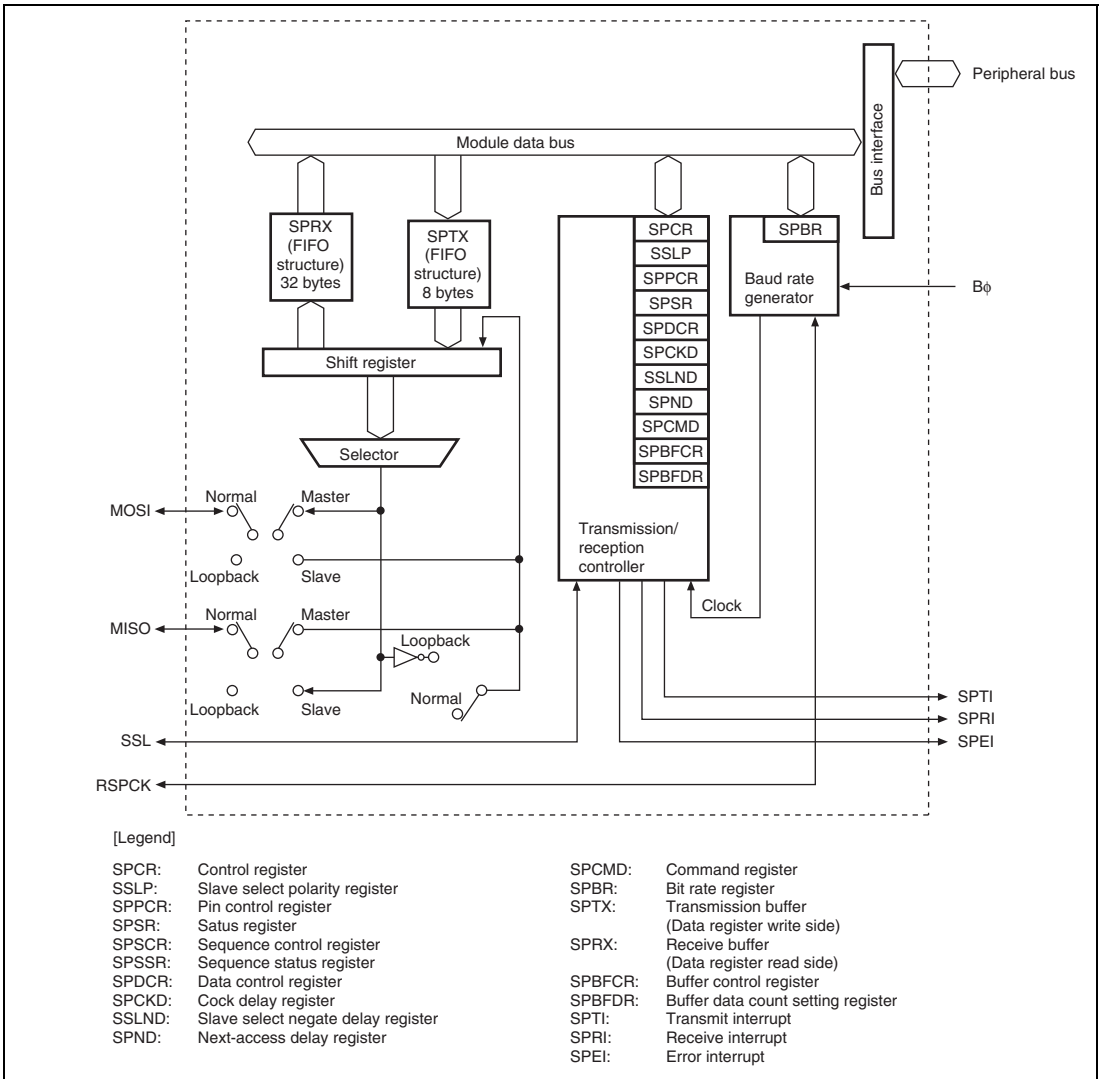 Peripheral bus
Bus interface
Module data bus
SPRX
(FIFO
structure)
32 bytes
SPTX
(FIFO
structure)
8 bytes
SPCR
SSLP
SPPCR
SPSR
SPDCR
SPCKD
SSLND
SPND
SPCMD
SPBFCR
SPBFDR
Transmission/
reception
controller
SPBR
Baud rate
generator
Bϕ
Shift register
Selector
MOSI
Normal
Master
Loopback
Slave
MISO
Normal
Master
Loopback
Loopback
Slave
Normal
Clock
SSL
RSPCK
SPTI
SPRI
SPEI
[Legend]
SPCR: Control register
SSLP: Slave select polarity register
SPPCR: Pin control register
SPSR: Satus register
SPSCR: Sequence control register
SPSSR: Sequence status register
SPDCR: Data control register
SPCKD: Cock delay register
SSLND: Slave select negate delay register
SPND: Next-access delay register
SPCMD: Command register
SPBR: Bit rate register
SPTX: Transmission buffer
(Data register write side)
SPRX: Receive buffer
(Data register read side)
SPBFCR: Buffer control register
SPBFDR: Buffer data count setting register
SPTI: Transmit interrupt
SPRI: Receive interrupt
SPEI: Error interrupt